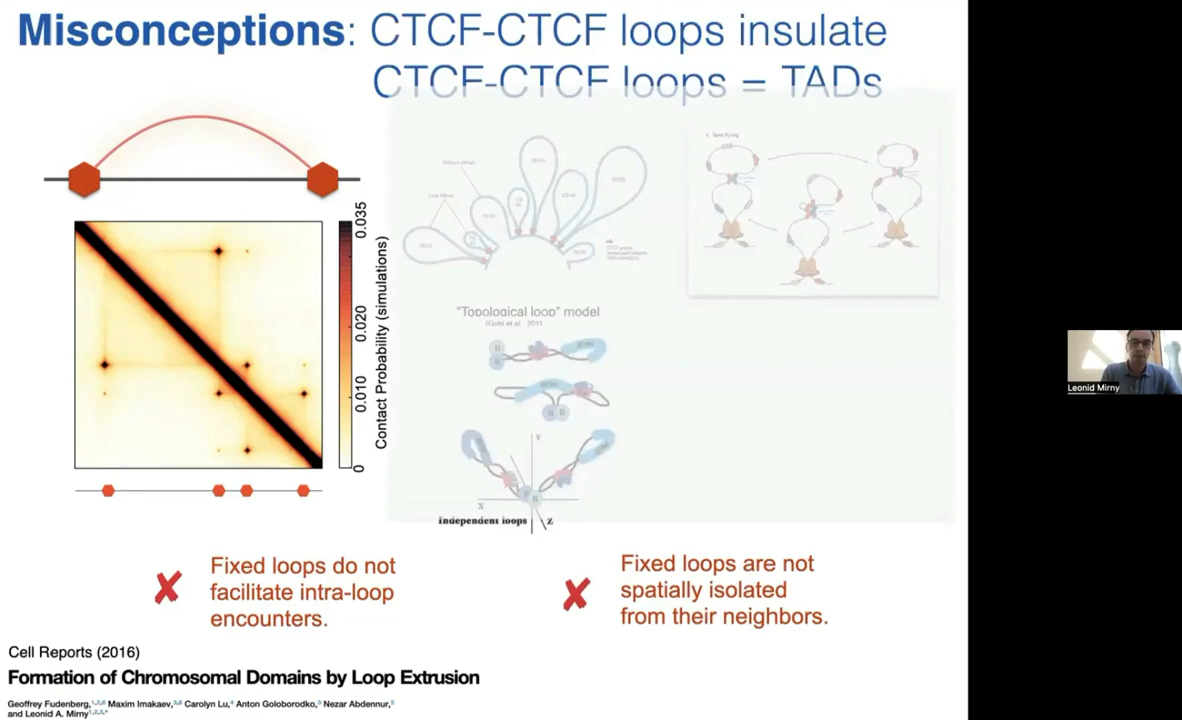 Misconceptions: CTCF-CTCF loops insulate
CTCF-CTCF loops = TADs
0.035
0.020
0.010
0
Contact Probability (simulations)
"Topological loop" model
Y
X
Z
Independent loops
Fixed loops do not
facilitate intra-loop
encounters.
Fixed loops are not
spatially isolated
from their neighbors.
Leonid Mirny
Cell Reports (2016)
Formation of Chromosomal Domains by Loop Extrusion
Geoffrey Fudenberg, Maxim Imakaev, Carolyn Lu, Anton Goloborodko, Nezar Abdennur,
and Leonid A. Mirny